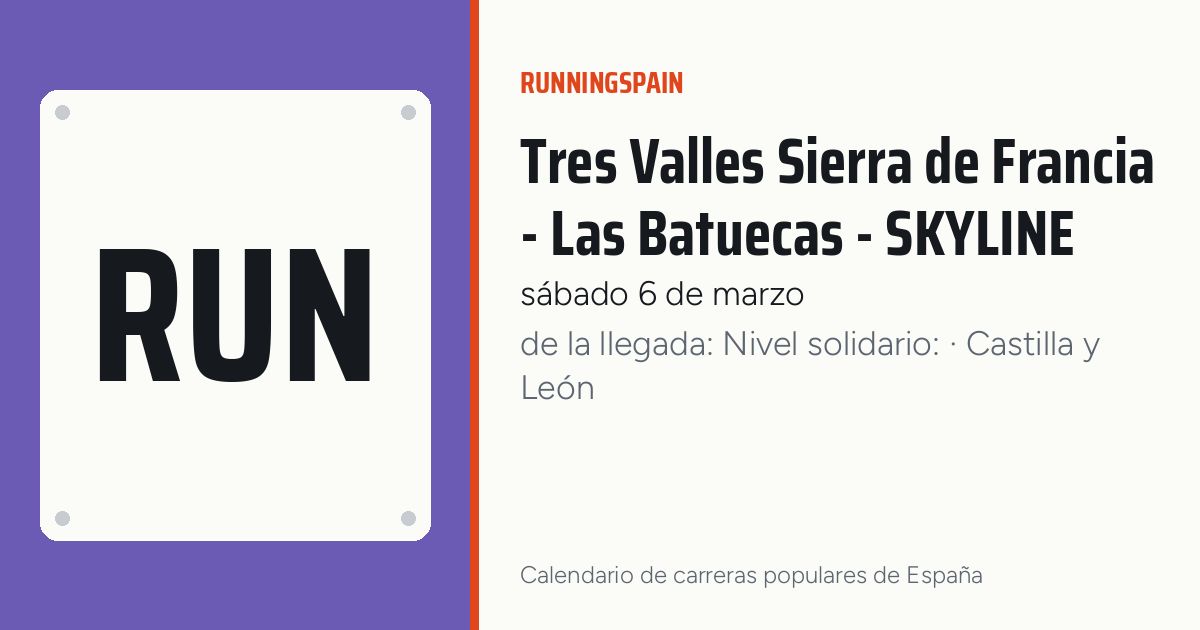 RUN
RUNNINGSPAIN
Tres Valles Sierra de Francia
- Las Batuecas - SKYLINE
sábado 6 de marzo
de la llegada: Nivel solidario: · Castilla y
León
Calendario de carreras populares de España